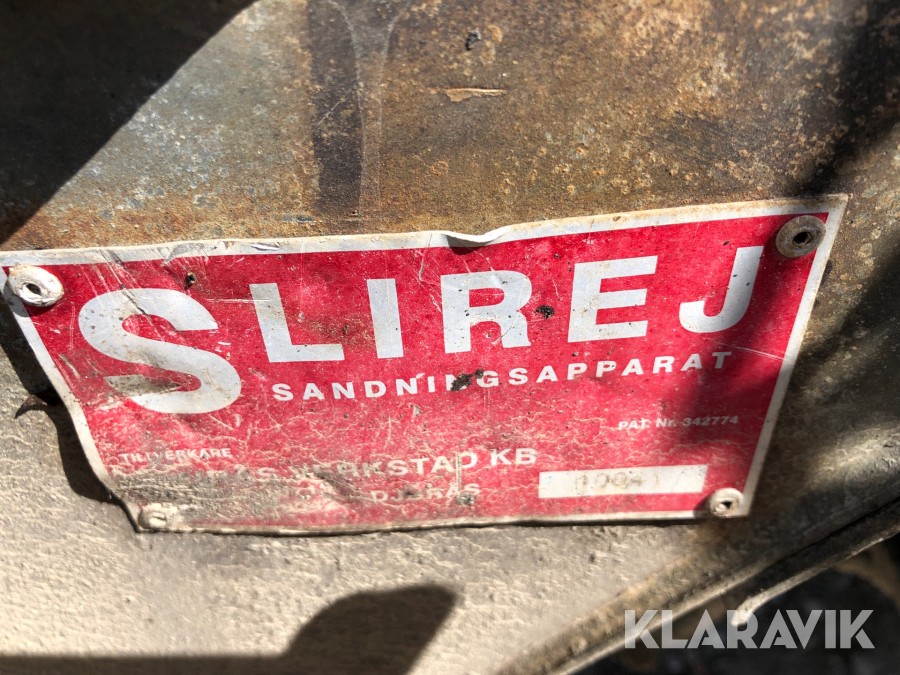 SLIREJ
SANDNINGSAPPARAT
PAT. Nr. 342774
TILLVERKARE
VERKSTAD KB
KLARAVIK